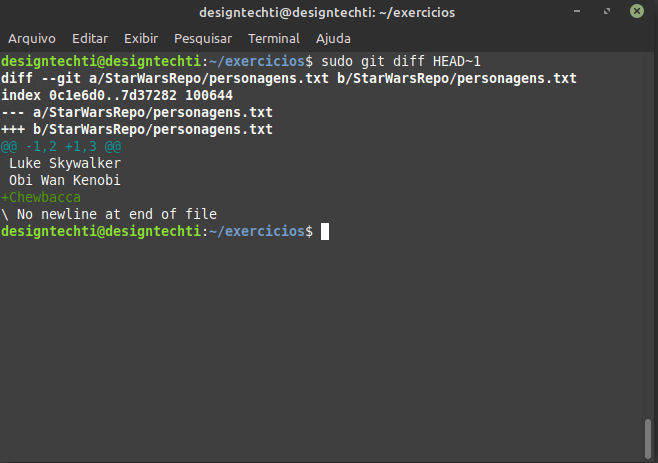 designtechti@designtechti: ~/exercicios
Arquivo Editar Exibir Pesquisar Terminal Ajuda
designtechti@designtechti:~/exercicios$ sudo git diff HEAD~1
diff --git a/StarWarsRepo/personagens.txt b/StarWarsRepo/personagens.txt
index 0c1e6d0..7d37282 100644
--- a/StarWarsRepo/personagens.txt
+++ b/StarWarsRepo/personagens.txt
@@ -1,2 +1,3 @@
 Luke Skywalker
 Obi Wan Kenobi
+Chewbacca
\ No newline at end of file
designtechti@designtechti:~/exercicios$